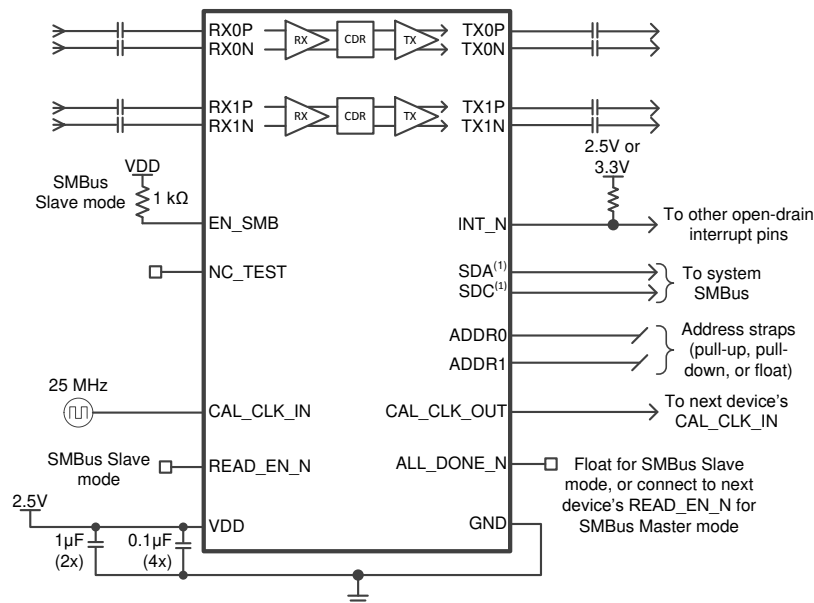 RX0P
RX0N
RX
CDR
TX
TX0P
TX0N
RX1P
RX1N
RX
CDR
TX
TX1P
TX1N
VDD
SMBus
Slave mode
1 kΩ
EN_SMB
2.5V or
3.3V
INT_N
To other open-drain
interrupt pins
NC_TEST
SDA(1)
SDC(1)
To system
SMBus
ADDR0
ADDR1
Address straps
(pull-up, pull-
down, or float)
25 MHz
CAL_CLK_IN
CAL_CLK_OUT
To next device's
CAL_CLK_IN
SMBus Slave
mode
READ_EN_N
ALL_DONE_N
Float for SMBus Slave
mode, or connect to next
device's READ_EN_N for
SMBus Master mode
2.5V
VDD
GND
1μF
(2x)
0.1μF
(4x)